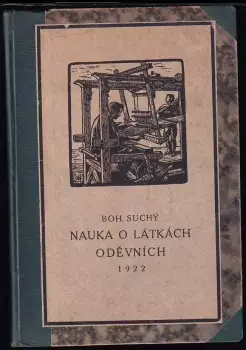 BOH. SUCHÝ
NAUKA O LÁTKÁCH
ODĚVNÍCH
1922